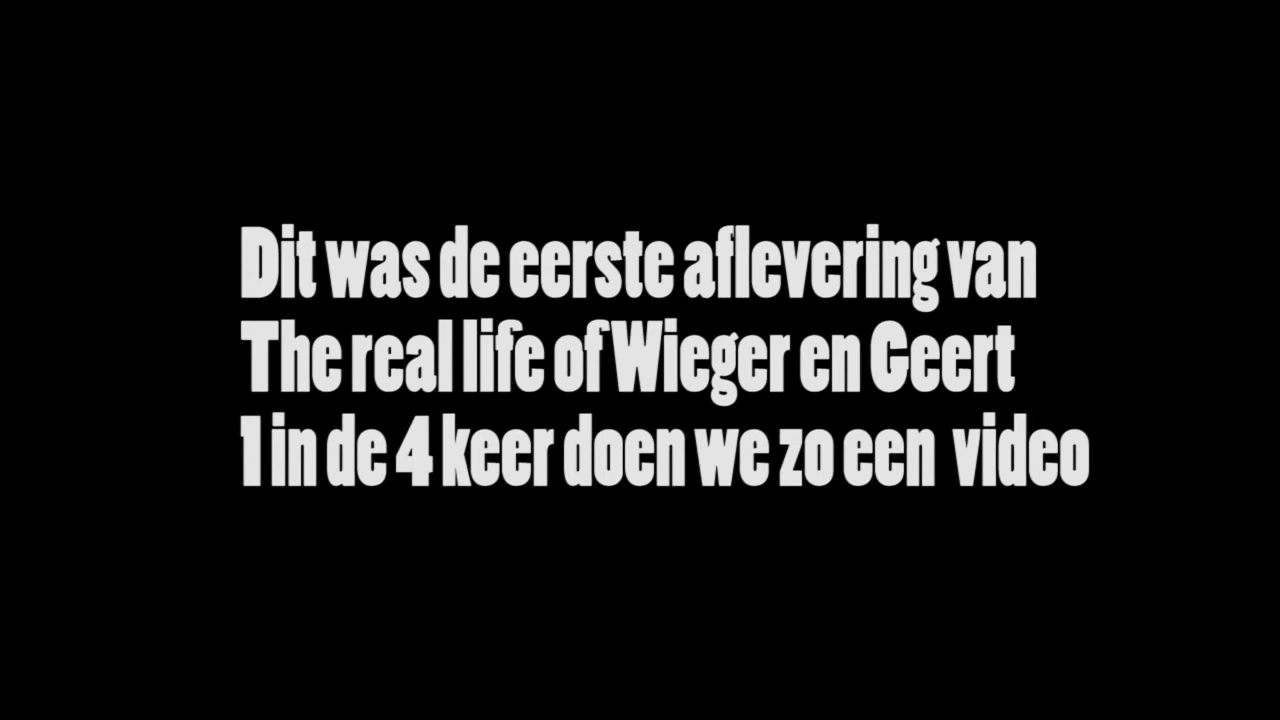 Dit was de eerste aflevering van
The real life of Wieger en Geert
1 in de 4 keer doen we zo een  video